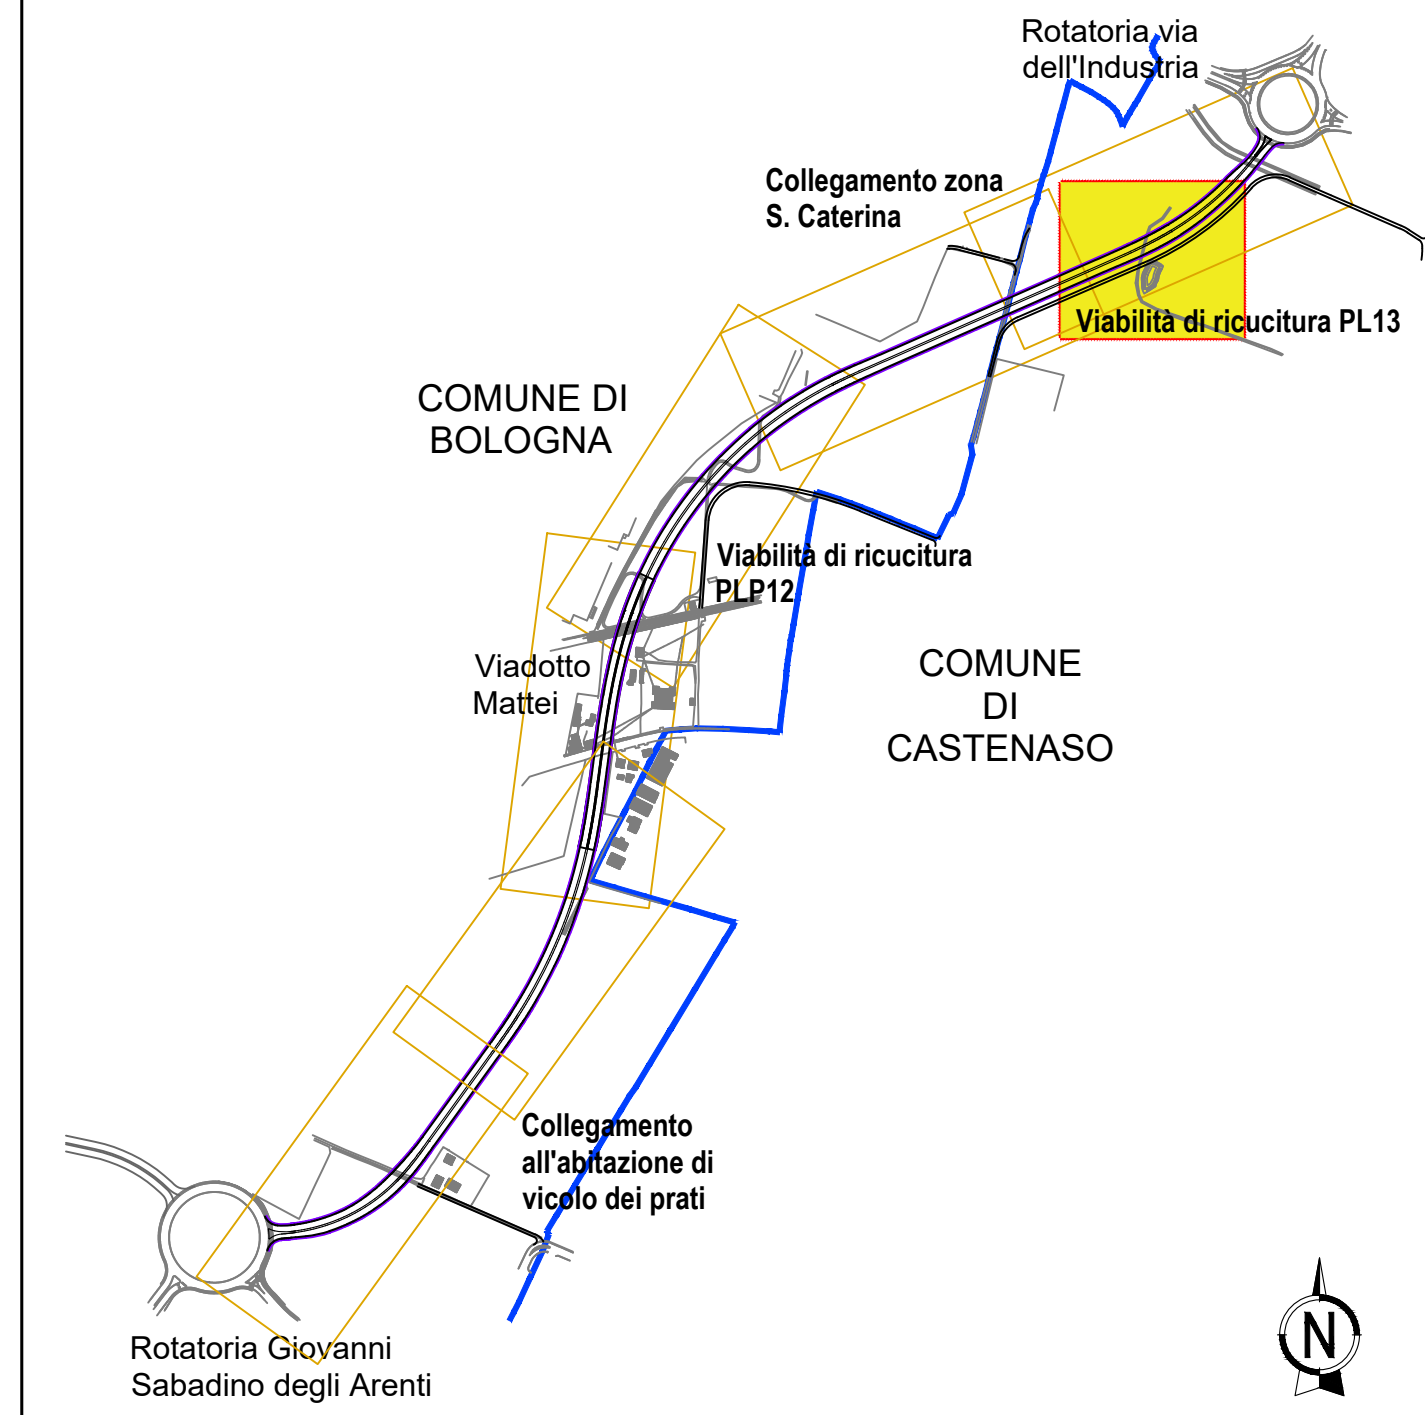 Rotatoria via
dell'Industria
Collegamento zona
S. Caterina
Viabilità di ricucitura PL13
COMUNE DI
BOLOGNA
Viabilità di ricucitura
PLP12
Viadotto
Mattei
COMUNE
DI
CASTENASO
Collegamento
all'abitazione di
vicolo dei prati
Rotatoria Giovanni
Sabadino degli Arenti
N